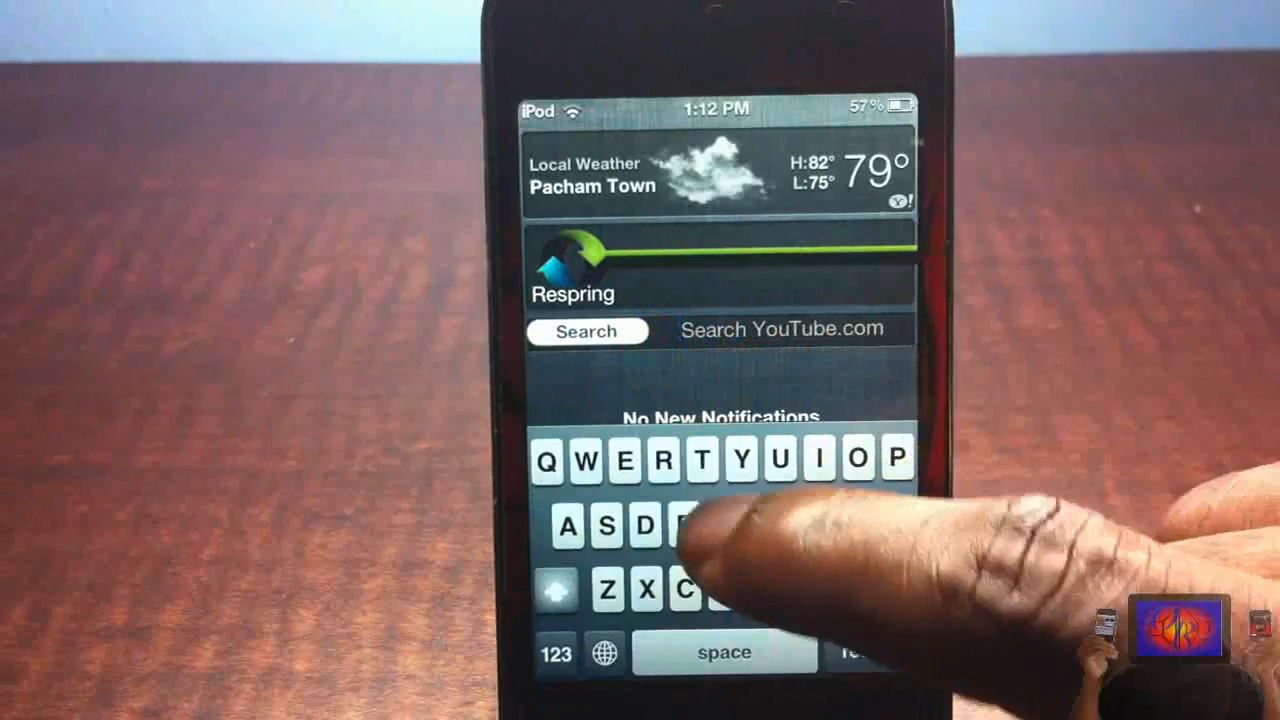 iPod 1:12 PM 57%
Local Weather H:82° 79°
Pacham Town L:75°
Y!
Respring
Search Search YouTube.com
No New Notifications
Q W E R T Y U I O P
A S D
Z X C
123 space